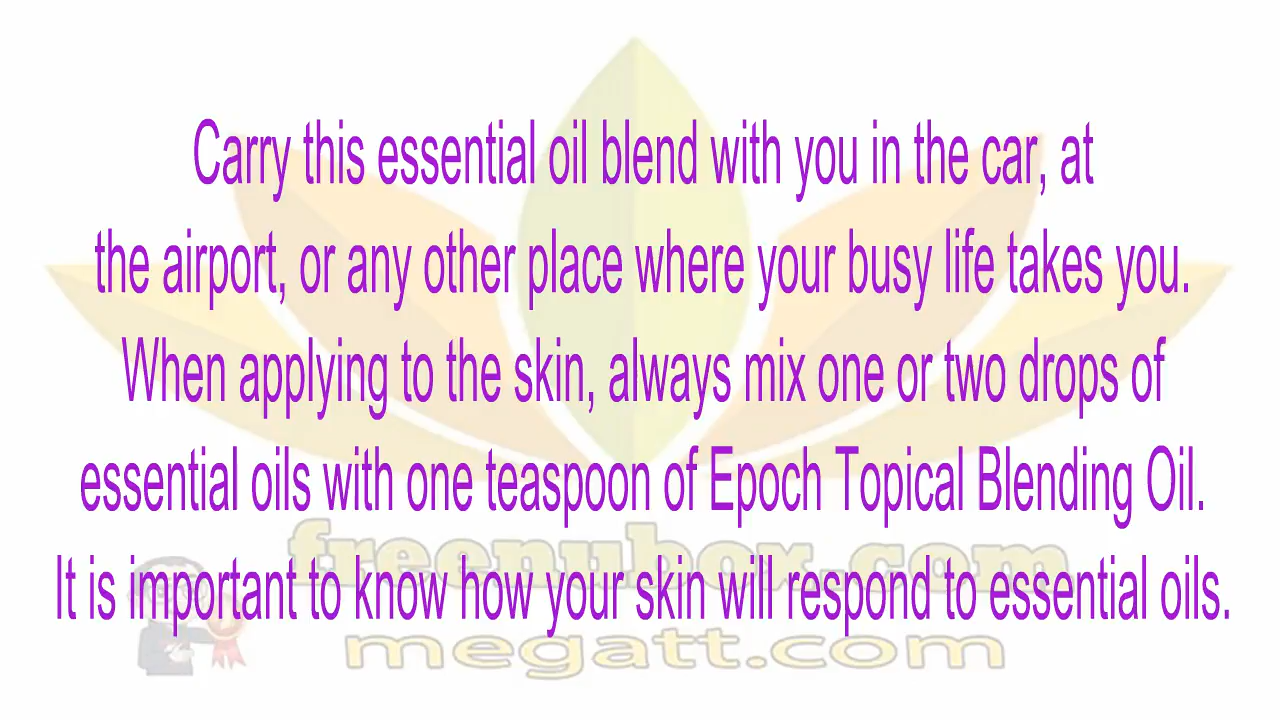 Carry this essential oil blend with you in the car, at
the airport, or any other place where your busy life takes you.
When applying to the skin, always mix one or two drops of
essential oils with one teaspoon of Epoch Topical Blending Oil.
freenubox.com
It is important to know how your skin will respond to essential oils.
megatt.com